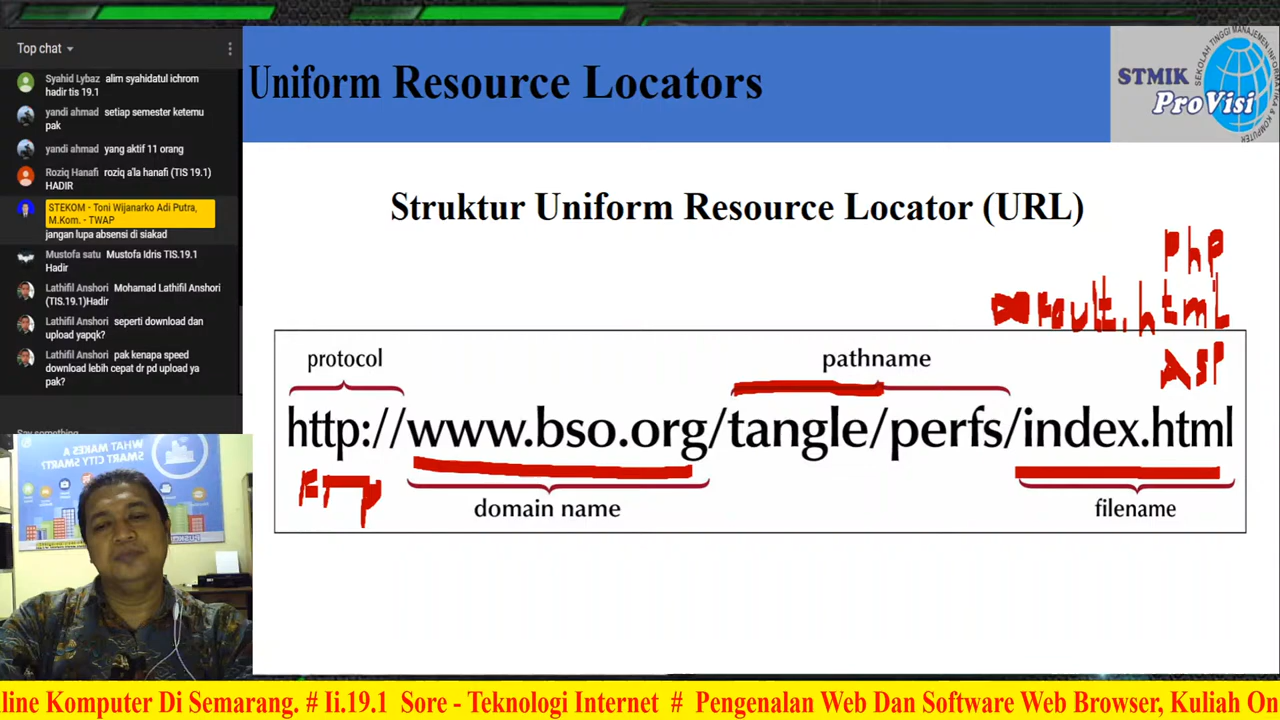 Top chat
Syahid Lybaz alim syahidatul ichrom
hadir tis 19.1
yandi ahmad setiap semester ketemu
pak
yandi ahmad yang aktif 11 orang
Roziq Hanafi roziq a'la hanafi (TIS 19.1)
HADIR
STEKOM - Toni Wijanarko Adi Putra,
M.Kom. - TWAP
jangan lupa absensi di siakad
Mustofa satu Mustofa Idris TIS.19.1
Hadir
Lathifil Anshori Mohamad Lathifil Anshori
(TIS.19.1)Hadir
Lathifil Anshori seperti download dan
upload yapqk?
Lathifil Anshori pak kenapa speed
download lebih cepat dr pd upload ya
pak?
WHAT MAKES A
SMART CITY SMART?
Uniform Resource Locators
SEKOLAH TINGGI MANAJEMEN INFORMATIKA & KOMPUTER
STMIK
ProVisi
Struktur Uniform Resource Locator (URL)
php
html
asp
protocol
pathname
http://www.bso.org/tangle/perfs/index.html
Ftp
domain name
filename
line Komputer Di Semarang. # Ii.19.1 Sore - Teknologi Internet # Pengenalan Web Dan Software Web Browser, Kuliah On